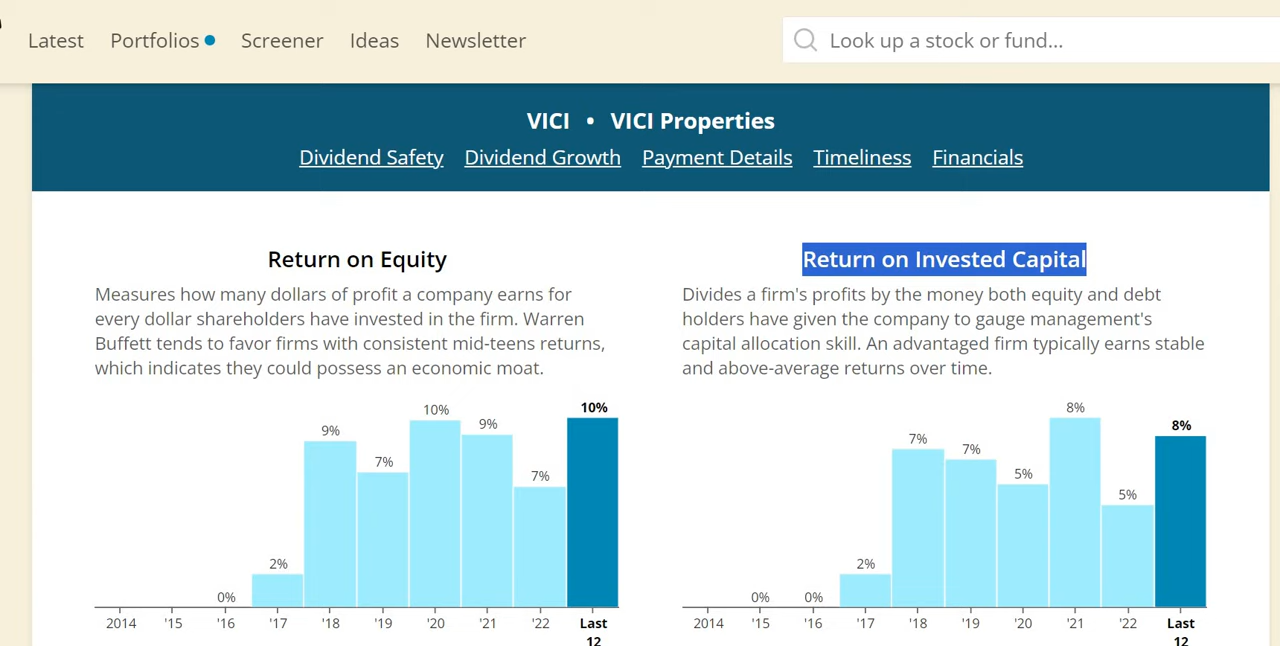 Latest Portfolios Screener Ideas Newsletter Look up a stock or fund...
VICI • VICI Properties
Dividend Safety Dividend Growth Payment Details Timeliness Financials
Return on Equity
Measures how many dollars of profit a company earns for
every dollar shareholders have invested in the firm. Warren
Buffett tends to favor firms with consistent mid-teens returns,
which indicates they could possess an economic moat.
10%
10%
9%
9%
7%
7%
2%
0%
2014 '15 '16 '17 '18 '19 '20 '21 '22 Last
12
Return on Invested Capital
Divides a firm's profits by the money both equity and debt
holders have given the company to gauge management's
capital allocation skill. An advantaged firm typically earns stable
and above-average returns over time.
8%
8%
7%
7%
5%
5%
2%
0% 0%
2014 '15 '16 '17 '18 '19 '20 '21 '22 Last
12